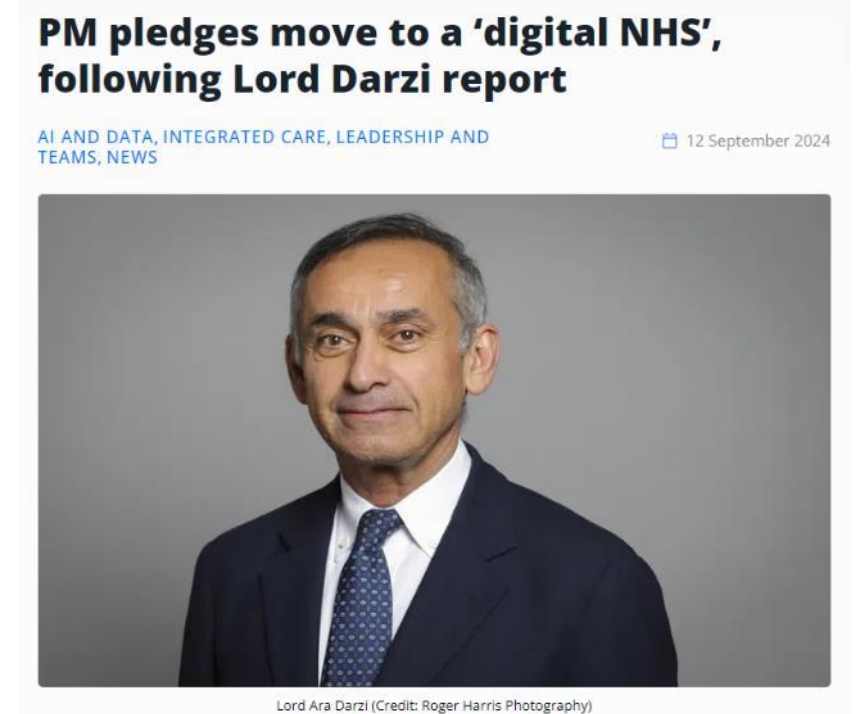 PM pledges move to a ‘digital NHS’,
following Lord Darzi report
AI AND DATA, INTEGRATED CARE, LEADERSHIP AND
TEAMS, NEWS
12 September 2024
Lord Ara Darzi (Credit: Roger Harris Photography)